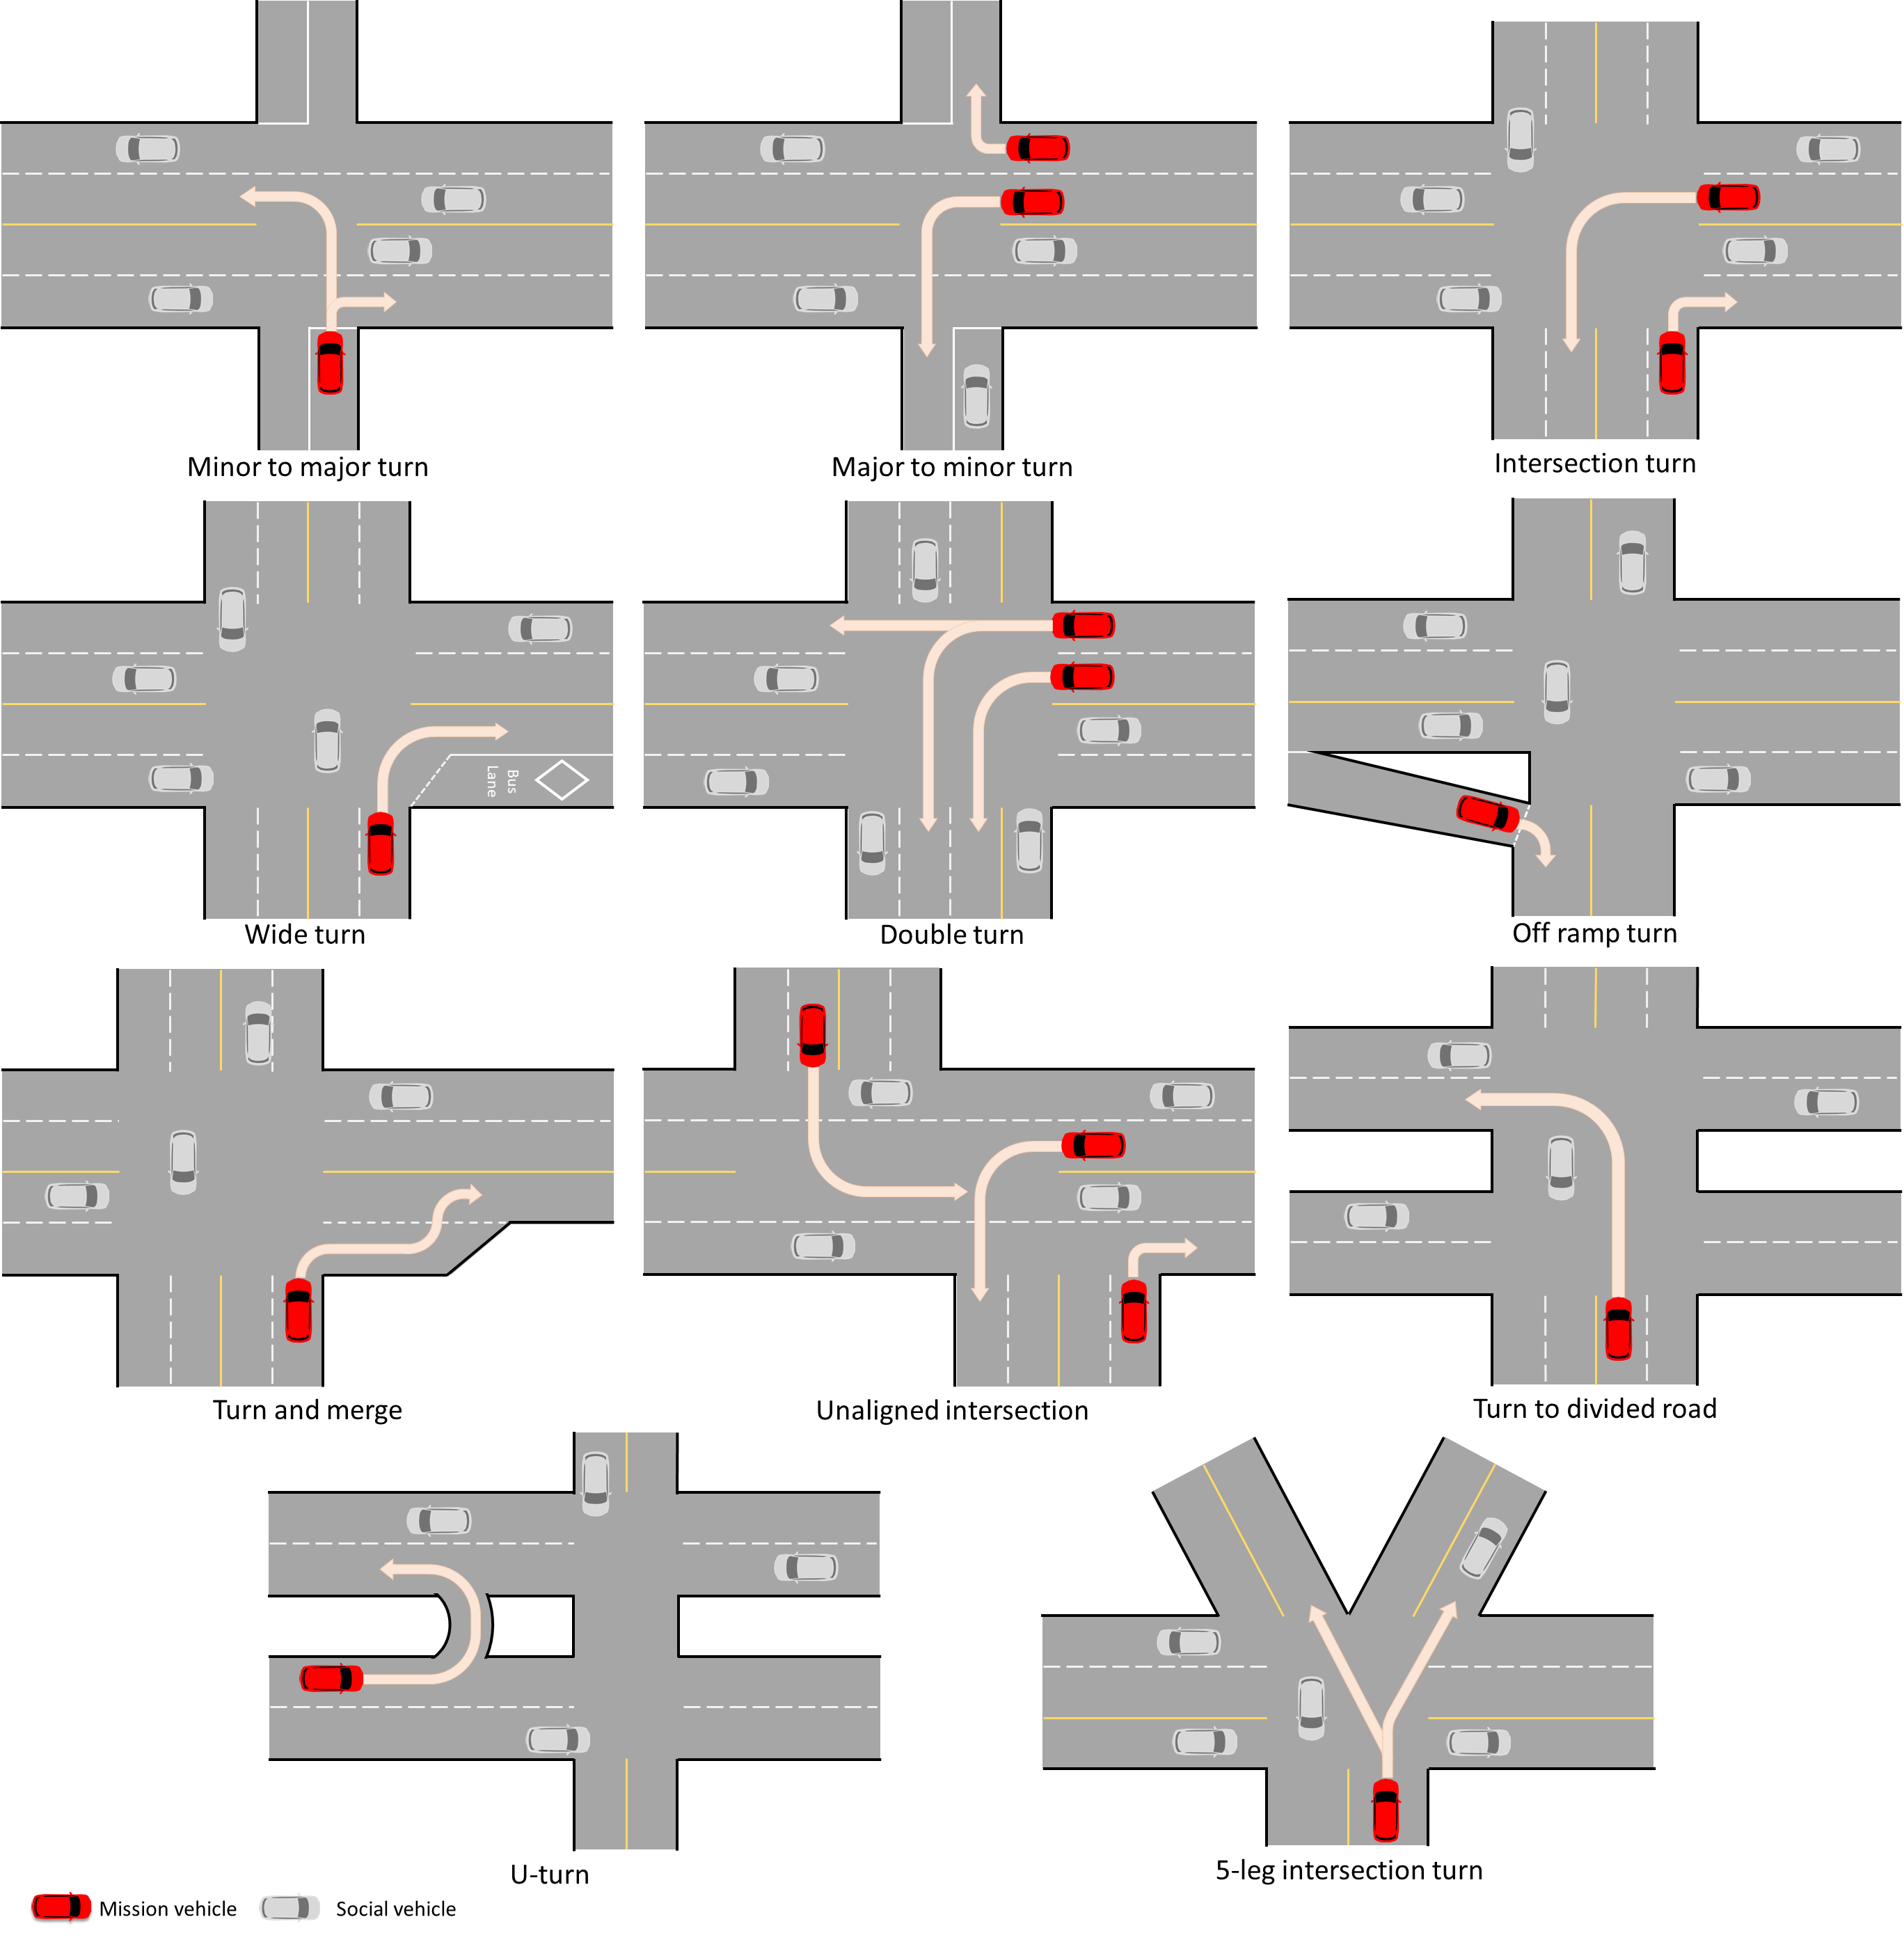 Minor to major turn
Major to minor turn
Intersection turn
Bus
Lane
Wide turn
Double turn
Off ramp turn
Turn and merge
Unaligned intersection
Turn to divided road
U-turn
5-leg intersection turn
Mission vehicle
Social vehicle